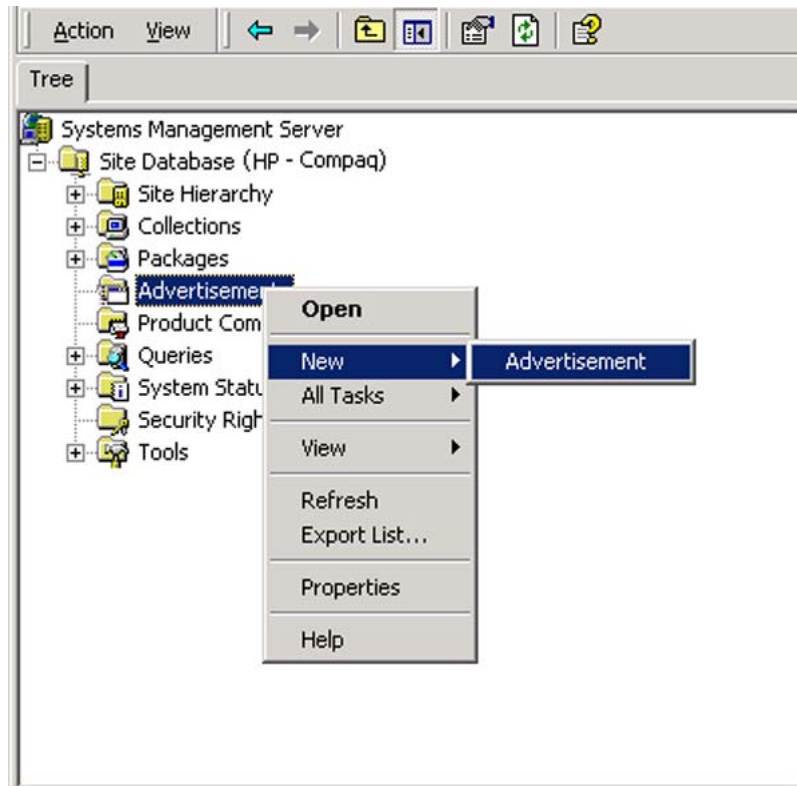 Action View
Tree
Systems Management Server
Site Database (HP - Compaq)
Site Hierarchy
Collections
Packages
Advertisement
Product Com
Queries
System Statu
Security Righ
Tools
Open
New
Advertisement
All Tasks
View
Refresh
Export List...
Properties
Help